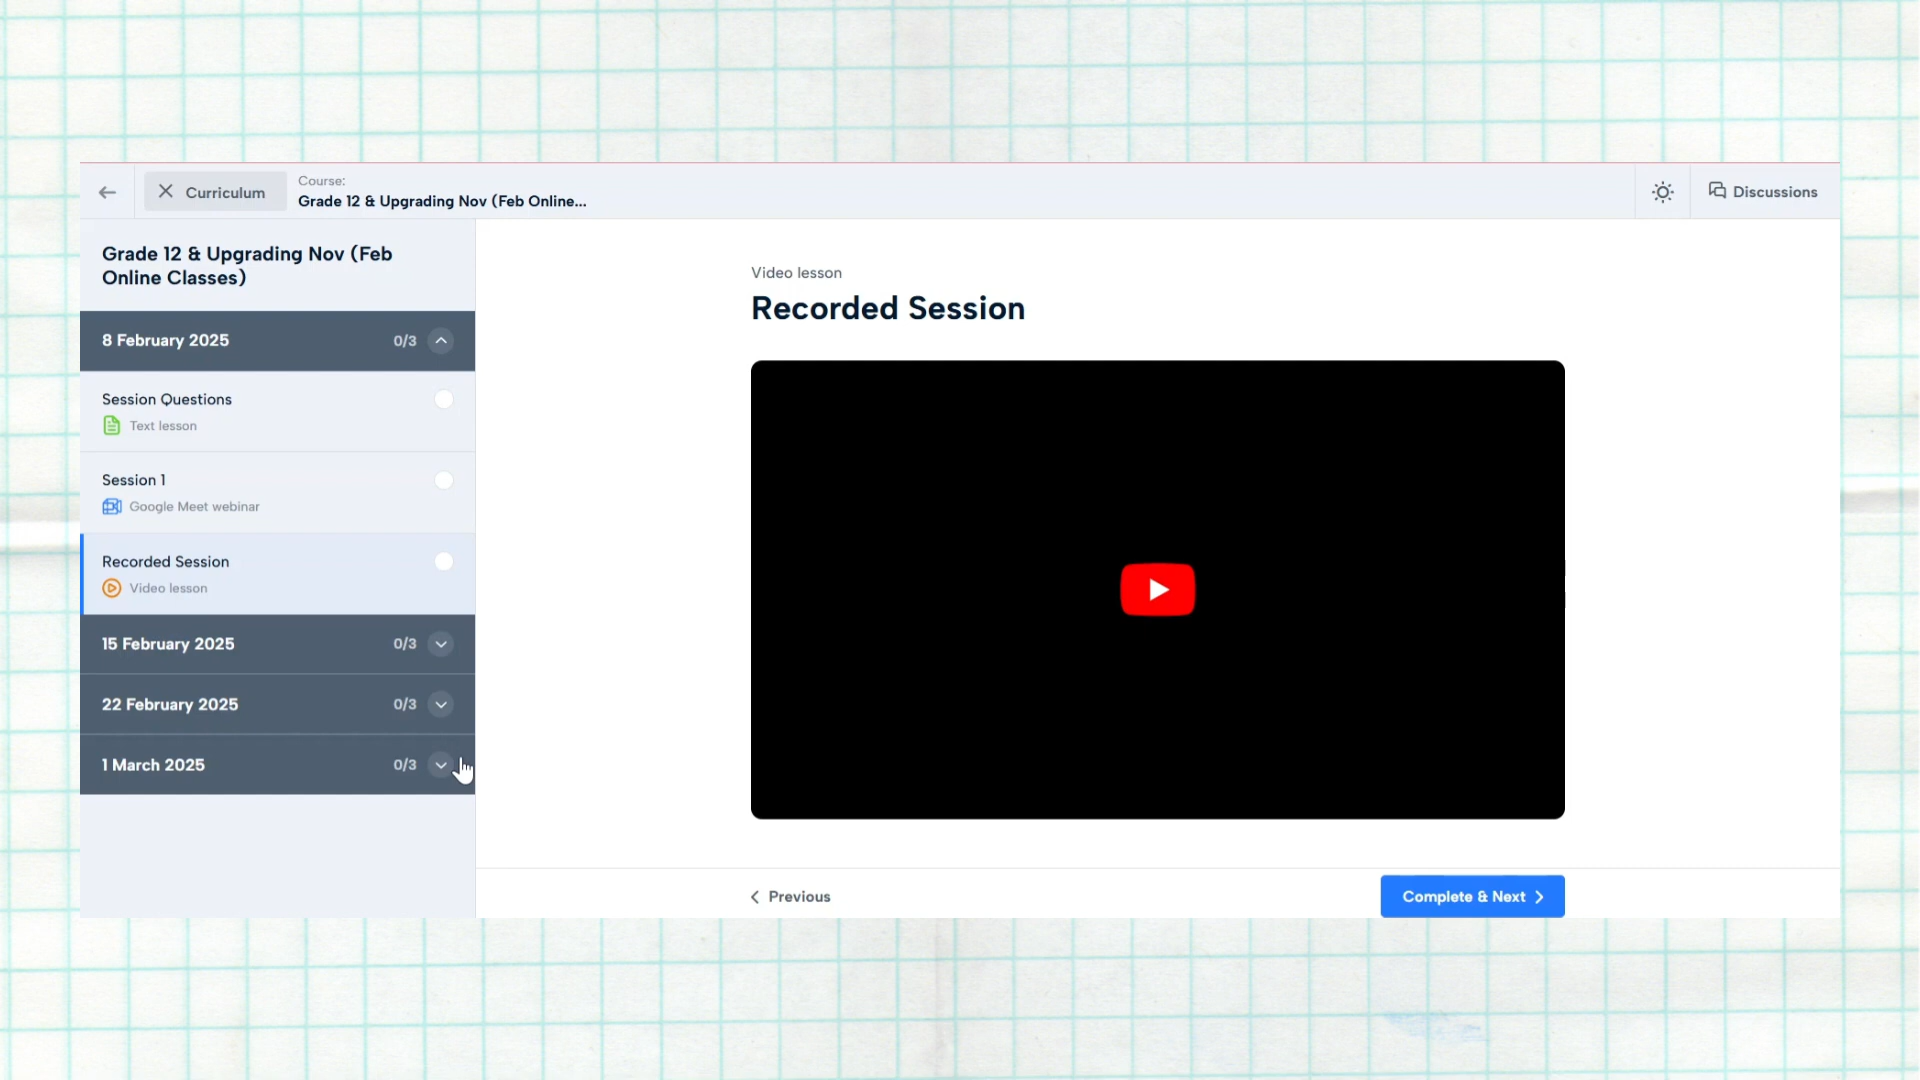 Curriculum
Course:
Grade 12 & Upgrading Nov (Feb Online...
Discussions
Grade 12 & Upgrading Nov (Feb
Online Classes)
8 February 2025 0/3
Session Questions
Text lesson
Session 1
Google Meet webinar
Recorded Session
Video lesson
15 February 2025 0/3
22 February 2025 0/3
1 March 2025 0/3
Video lesson
Recorded Session
Previous
Complete & Next